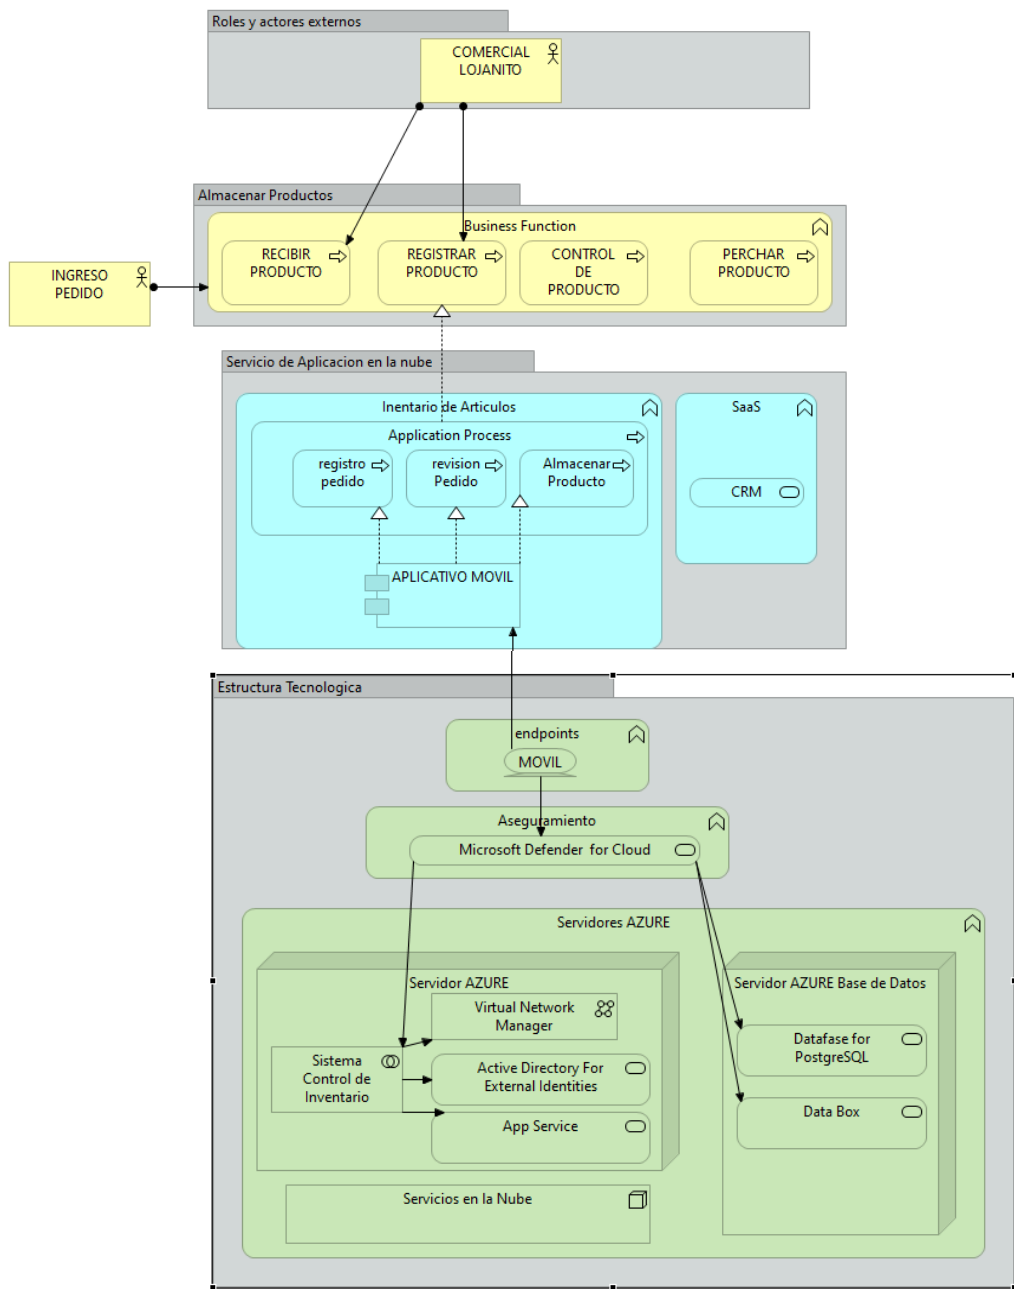 Roles y actores externos
COMERCIAL
LOJANITO
Almacenar Productos
Business Function
RECIBIR
PRODUCTO
REGISTRAR
PRODUCTO
CONTROL
DE
PRODUCTO
PERCHAR
PRODUCTO
INGRESO
PEDIDO
Servicio de Aplicacion en la nube
Inentario de Articulos
Application Process
registro
pedido
revision
Pedido
Almacenar
Producto
APLICATIVO MOVIL
SaaS
CRM
Estructura Tecnologica
endpoints
MOVIL
Aseguramiento
Microsoft Defender for Cloud
Servidores AZURE
Servidor AZURE
Virtual Network
Manager
Sistema
Control de
Inventario
Active Directory For
External Identities
App Service
Servicios en la Nube
Servidor AZURE Base de Datos
Datafase for
PostgreSQL
Data Box